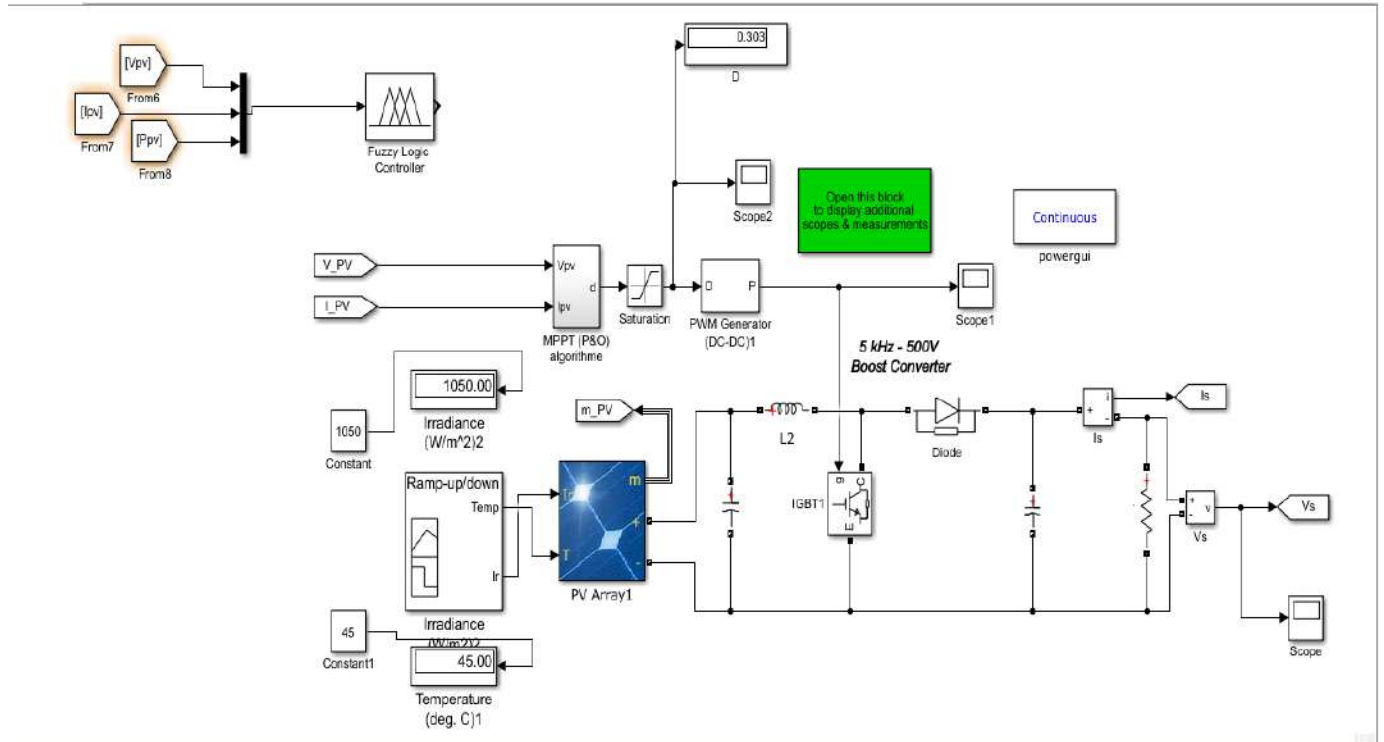 0.303
D
[Vpv]
From6
[Ipv]
From7
[Ppv]
From8
Fuzzy Logic
Controller
Scope2
Open this block
to display additional
scopes & measurements
Continuous
powergui
V_PV
I_PV
Vpv
Ipv
d
MPPT (P&O)
algorithme
Saturation
D
P
PWM Generator
(DC-DC)1
Scope1
5 kHz - 500V
Boost Converter
1050.00
Irradiance
(W/m^2)2
1050
Constant
m_PV
L2
Diode
i
+
-
Is
Is
Ramp-up/down
Temp
Ir
Irradiance
(W/m2)2
m
+
-
T
PV Array1
IGBT1
g
C
E
+
-
v
Vs
Vs
Scope
45
Constant1
45.00
Temperature
(deg. C)1